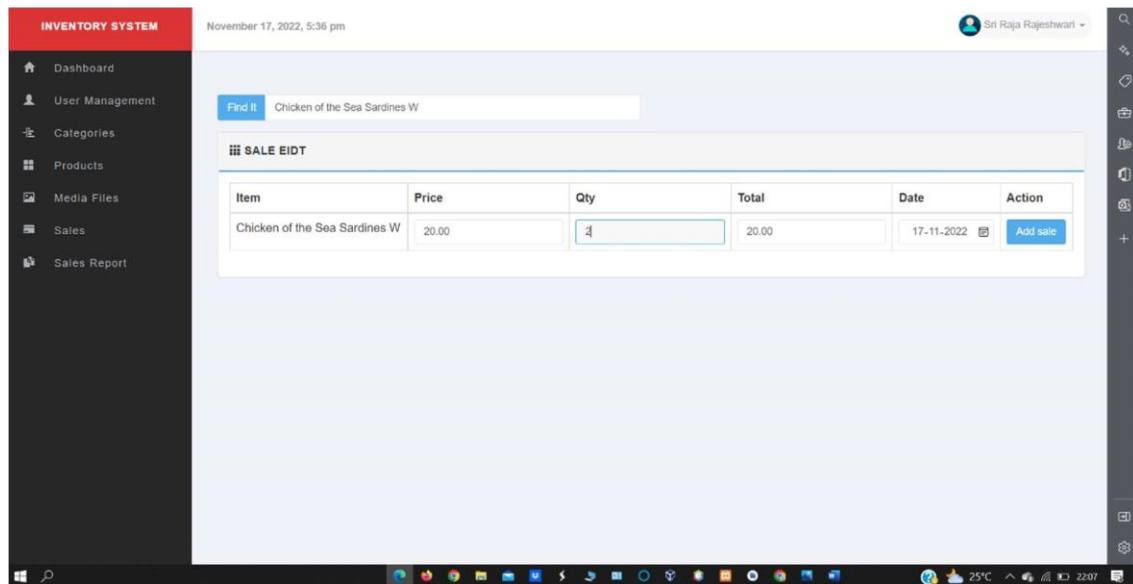 INVENTORY SYSTEM
November 17, 2022, 5:36 pm
Sri Raja Rajeshwari
Dashboard
User Management
Categories
Products
Media Files
Sales
Sales Report
Find It Chicken of the Sea Sardines W
SALE EIDT
Item Price Qty Total Date Action
Chicken of the Sea Sardines W 20.00 2 20.00 17-11-2022 Add sale
25°C 22:07